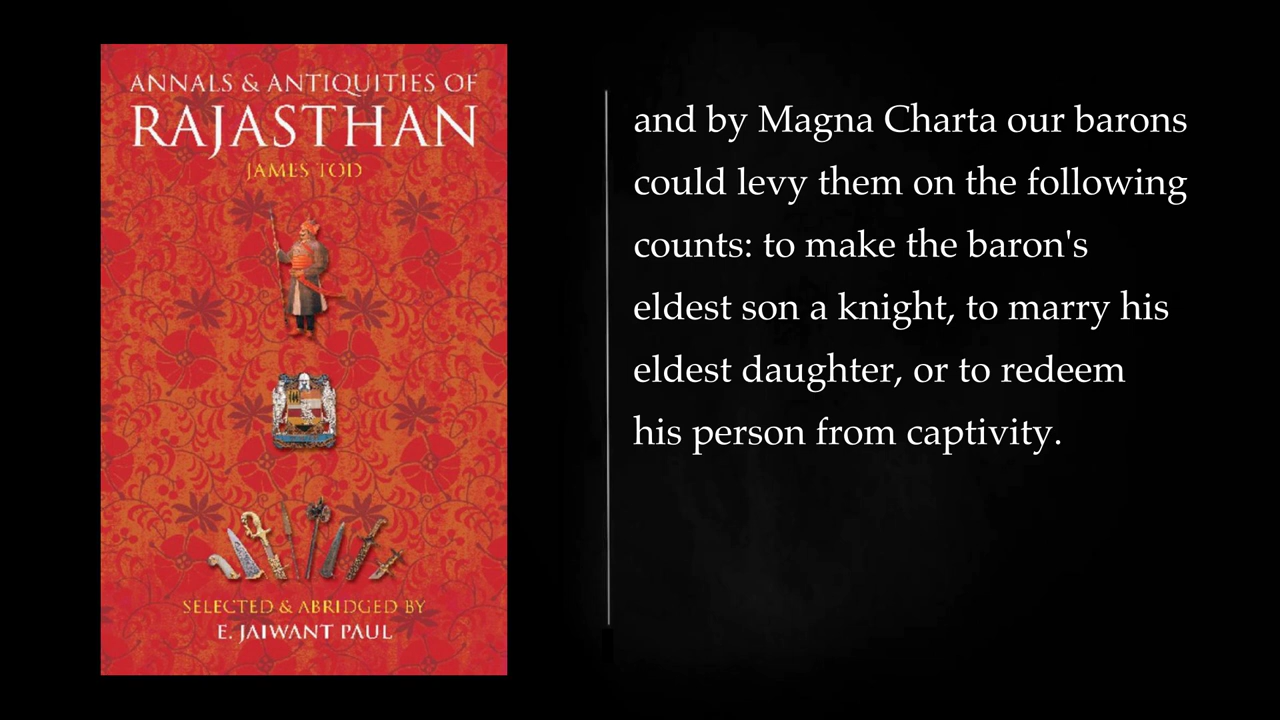 ANNALS & ANTIQUITIES OF
RAJASTHAN
JAMES TOD
SELECTED & ABRIDGED BY
E. JAIWANT PAUL
and by Magna Charta our barons
could levy them on the following
counts: to make the baron's
eldest son a knight, to marry his
eldest daughter, or to redeem
his person from captivity.